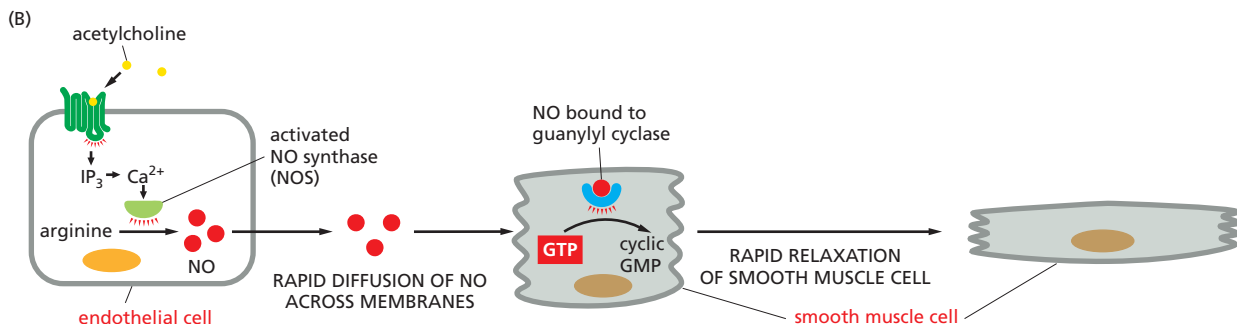 (B)
acetylcholine
activated
NO synthase
(NOS)
IP3
Ca2+
arginine
NO
endothelial cell
RAPID DIFFUSION OF NO
ACROSS MEMBRANES
NO bound to
guanylyl cyclase
GTP
cyclic
GMP
RAPID RELAXATION
OF SMOOTH MUSCLE CELL
smooth muscle cell